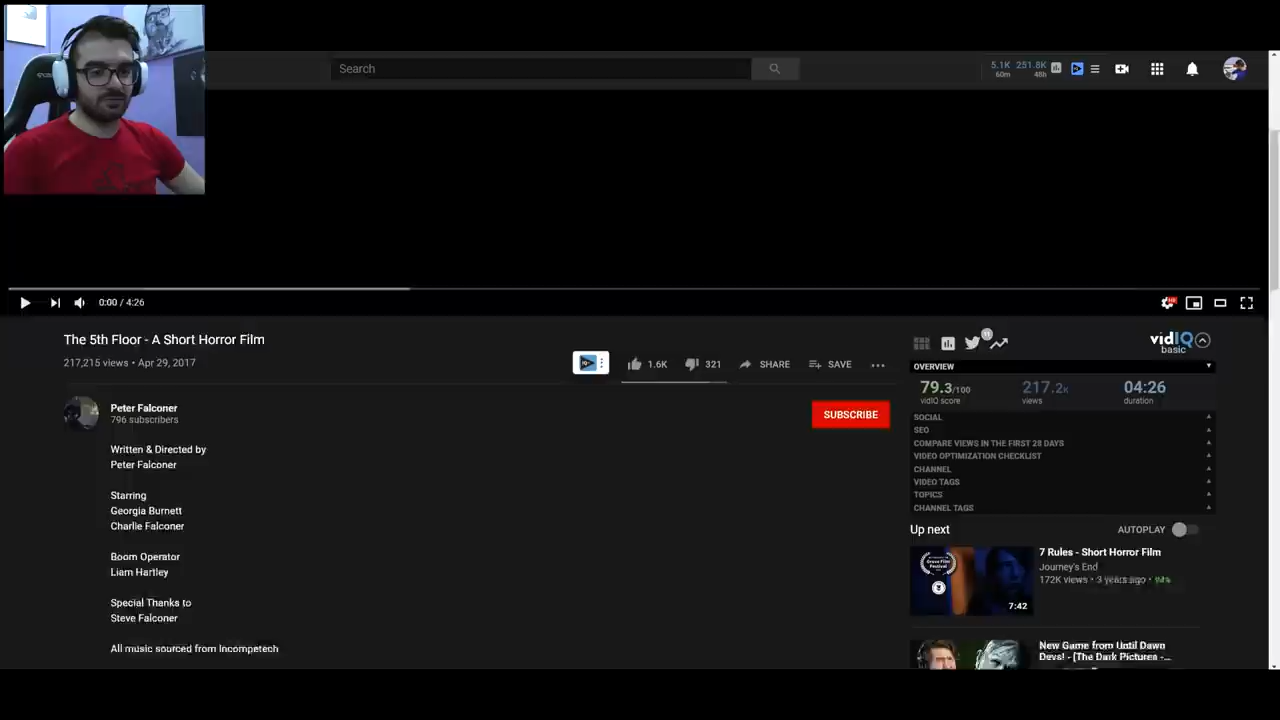 Search
5.1K 251.8K
60m 48h
0:00 / 4:26
The 5th Floor - A Short Horror Film
217,215 views • Apr 29, 2017
1.6K 321 SHARE SAVE
Peter Falconer
796 subscribers
SUBSCRIBE
Written & Directed by
Peter Falconer
Starring
Georgia Burnett
Charlie Falconer
Boom Operator
Liam Hartley
Special Thanks to
Steve Falconer
All music sourced from Incompetech
11
vidIQ
basic
OVERVIEW
79.3/100 217.2K 04:26
vidIQ score views duration
SOCIAL
SEO
COMPARE VIEWS IN THE FIRST 28 DAYS
VIDEO OPTIMIZATION CHECKLIST
CHANNEL
VIDEO TAGS
TOPICS
CHANNEL TAGS
Up next AUTOPLAY
7 Rules - Short Horror Film
Journey's End
172K views • 3 years ago
7:42
New Game from Until Dawn
Devs! - [The Dark Pictures -...